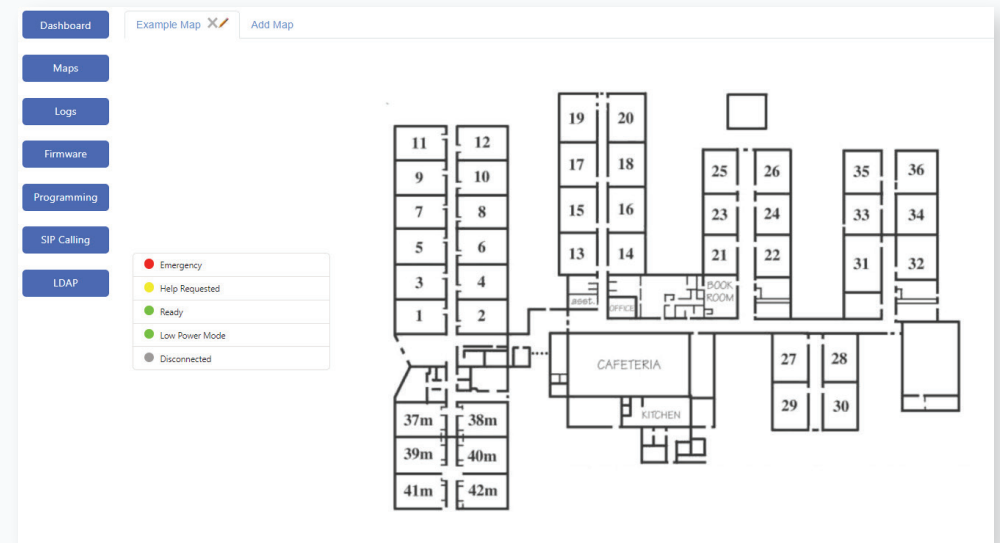 Dashboard
Example Map
Add Map
Maps
Logs
Firmware
Programming
SIP Calling
LDAP
Emergency
Help Requested
Ready
Low Power Mode
Disconnected
19 20
11 12
17 18
25 26
35 36
9 10
7 8
15 16
23 24
33 34
5 6
13 14
21 22
31 32
3 4
BOOK
ROOM
OFFICE
1 2
CAFETERIA
27 28
29 30
KITCHEN
37m 38m
39m 40m
41m 42m